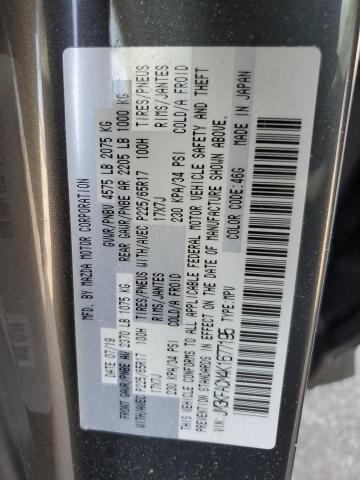 MFD. BY MAZDA MOTOR CORPORATION
GVWR/PNBV 4575 LB 2075 KG
DATE 07/19
REAR GAWR/PNBE AR 2205 LB 1000 KG
FRONT GAWR/PNBE AV 2370 LB 1075 KG
WITH/AVEC P225/65R17 100H TIRES/PNEUS
17X7J RIMS/JANTES
230 KPA/34 PSI COLD/A FROID
WITH/AVEC P225/65R17 100H TIRES/PNEUS
17X7J RIMS/JANTES
230 KPA/34 PSI COLD/A FROID
THIS VEHICLE CONFORMS TO ALL APPLICABLE FEDERAL MOTOR VEHICLE SAFETY AND THEFT
PREVENTION STANDARDS IN EFFECT ON THE DATE OF MANUFACTURE SHOWN ABOVE.
COLOR CODE: 46G MADE IN JAPAN
VIN: TYPE: MPV